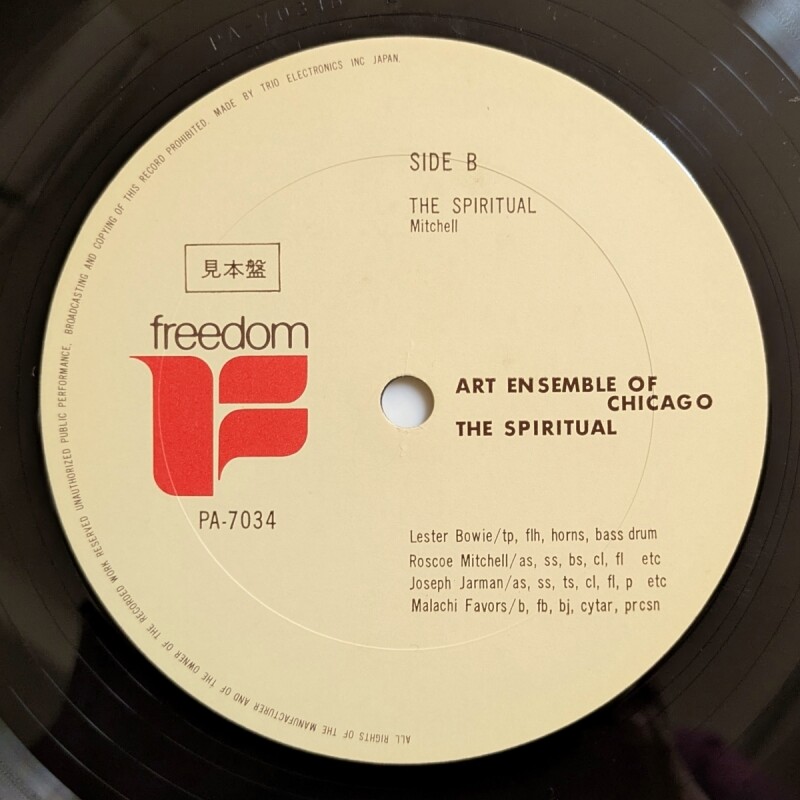 PA-7031A
SIDE B
THE SPIRITUAL
Mitchell
見本盤
freedom
PA-7034
ART ENSEMBLE OF
CHICAGO
THE SPIRITUAL
Lester Bowie/tp, flh, horns, bass drum
Roscoe Mitchell/as, ss, bs, cl, fl etc
Joseph Jarman/as, ss, ts, cl, fl, p etc
Malachi Favors/b, fb, bj, cytar, prcsn
ALL RIGHTS OF THE MANUFACTURER AND OF THE OWNER OF THE RECORDED WORK RESERVED UNAUTHORIZED PUBLIC PERFORMANCE, BROADCASTING AND COPYING OF THIS RECORD PROHIBITED. MADE BY TRIO ELECTRONICS INC JAPAN.